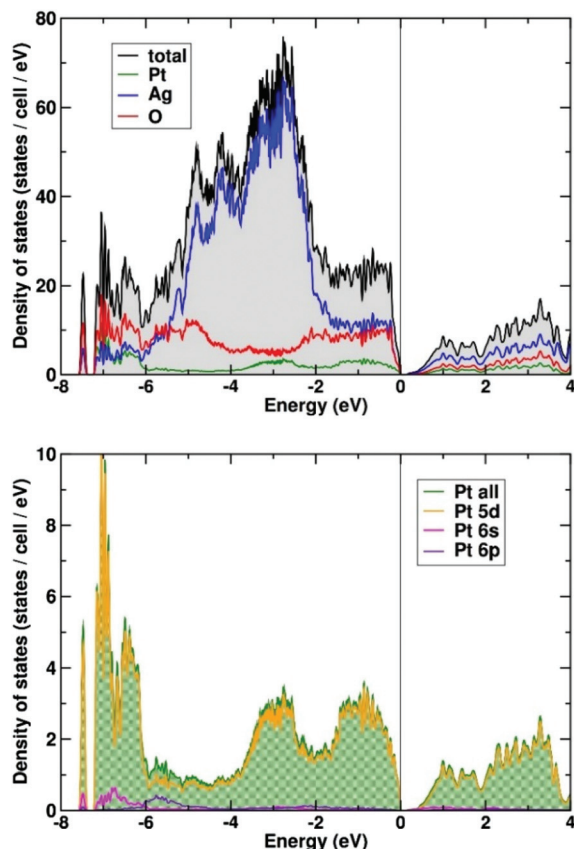 Density of states (states / cell / eV)
80
60
40
20
0
total
Pt
Ag
O
-8 -6 -4 -2 0 2 4
Energy (eV)
Density of states (states / cell / eV)
10
8
6
4
2
0
Pt all
Pt 5d
Pt 6s
Pt 6p
-8 -6 -4 -2 0 2 4
Energy (eV)